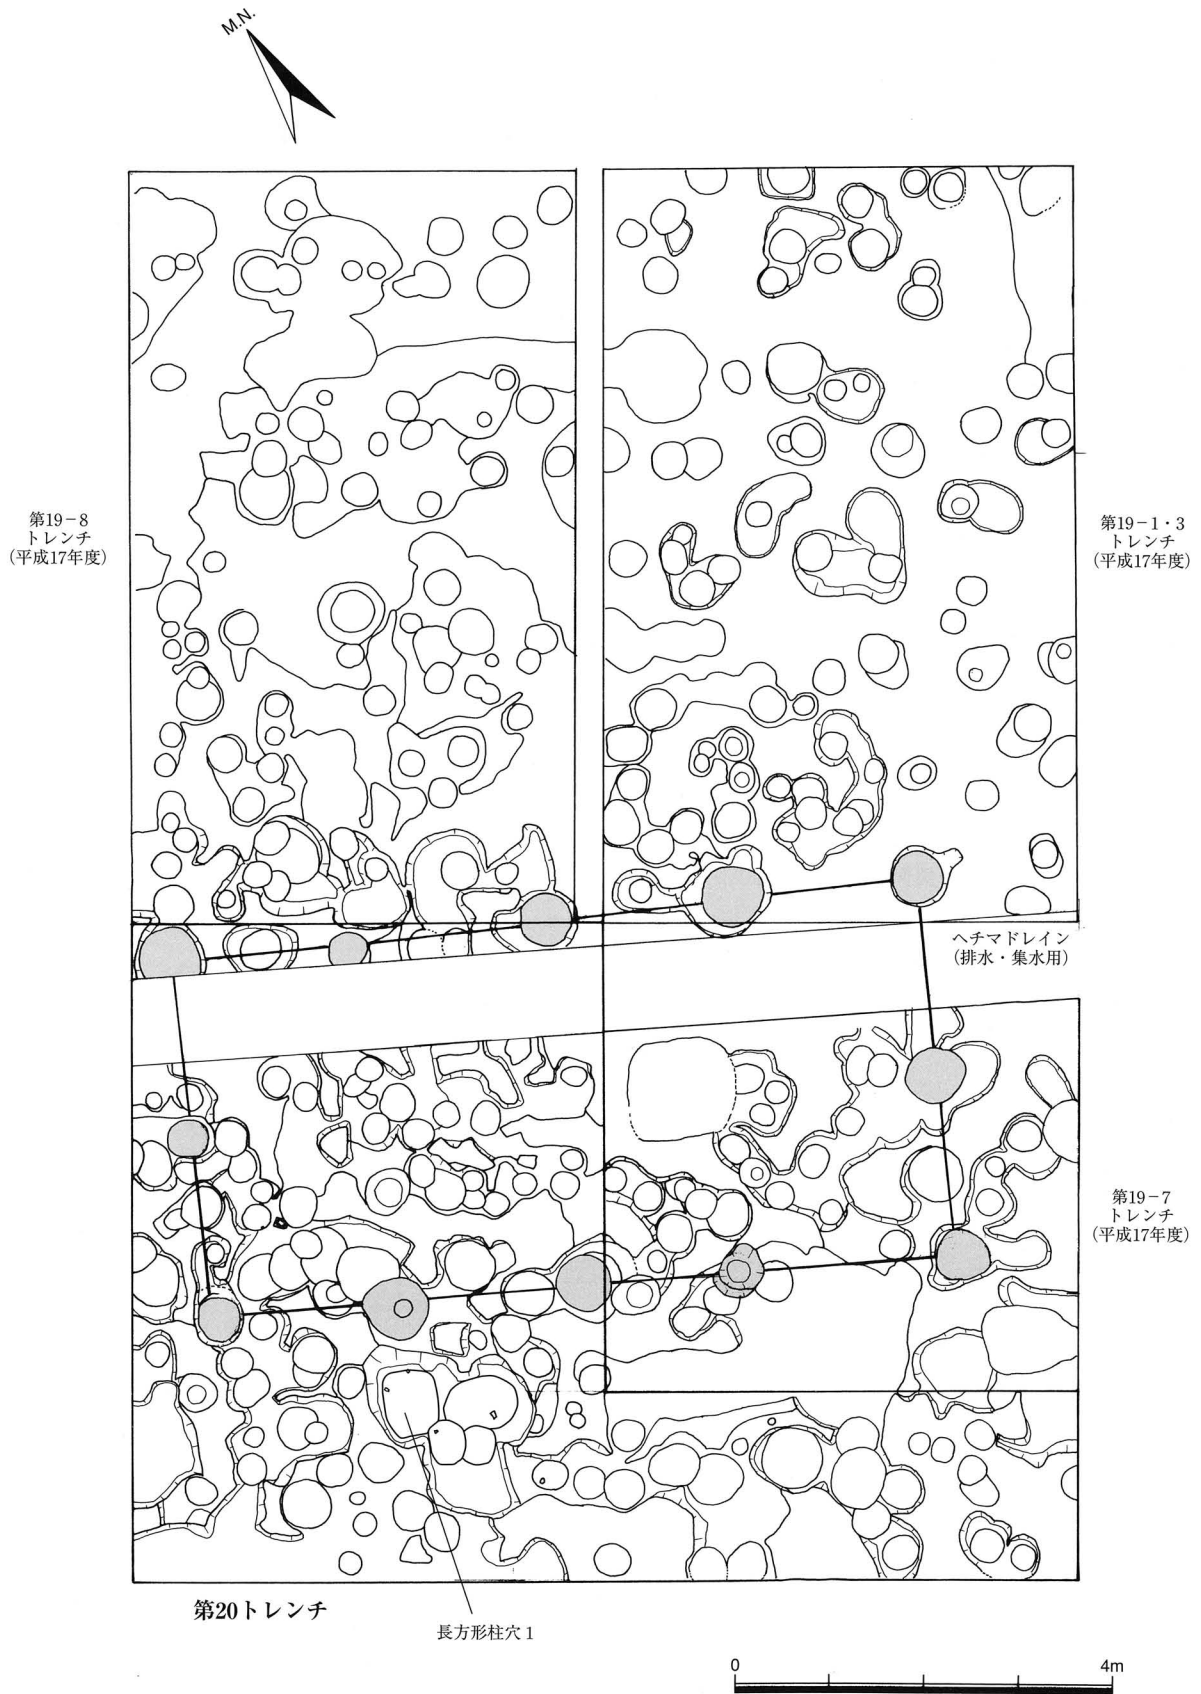 M.N.
第19-8
トレンチ
(平成17年度)
第19-1・3
トレンチ
(平成17年度)
ヘチマドレイン
(排水・集水用)
第19-7
トレンチ
(平成17年度)
第20トレンチ
長方形柱穴1
0 4m